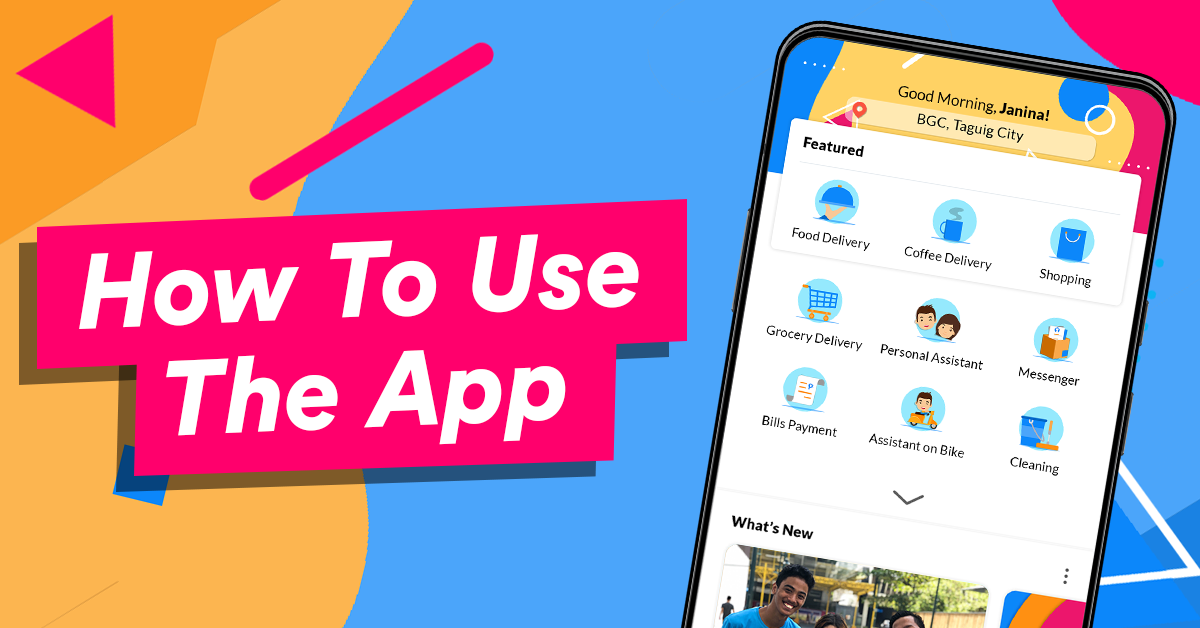 How To Use
The App
Good Morning, Janina!
BGC, Taguig City
Featured
Food Delivery
Coffee Delivery
Shopping
Grocery Delivery
Personal Assistant
Messenger
Bills Payment
Assistant on Bike
Cleaning
What's New